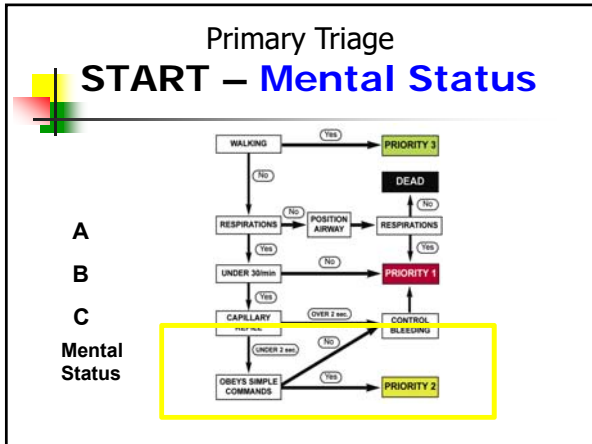 Primary Triage
START – Mental Status
WALKING
Yes
PRIORITY 3
No
DEAD
No
A
RESPIRATIONS
No
POSITION
AIRWAY
RESPIRATIONS
Yes
Yes
B
UNDER 30/min
No
PRIORITY 1
Yes
C
CAPILLARY
REFILL
OVER 2 sec.
CONTROL
BLEEDING
Mental
Status
UNDER 2 sec.
No
OBEYS SIMPLE
COMMANDS
Yes
PRIORITY 2